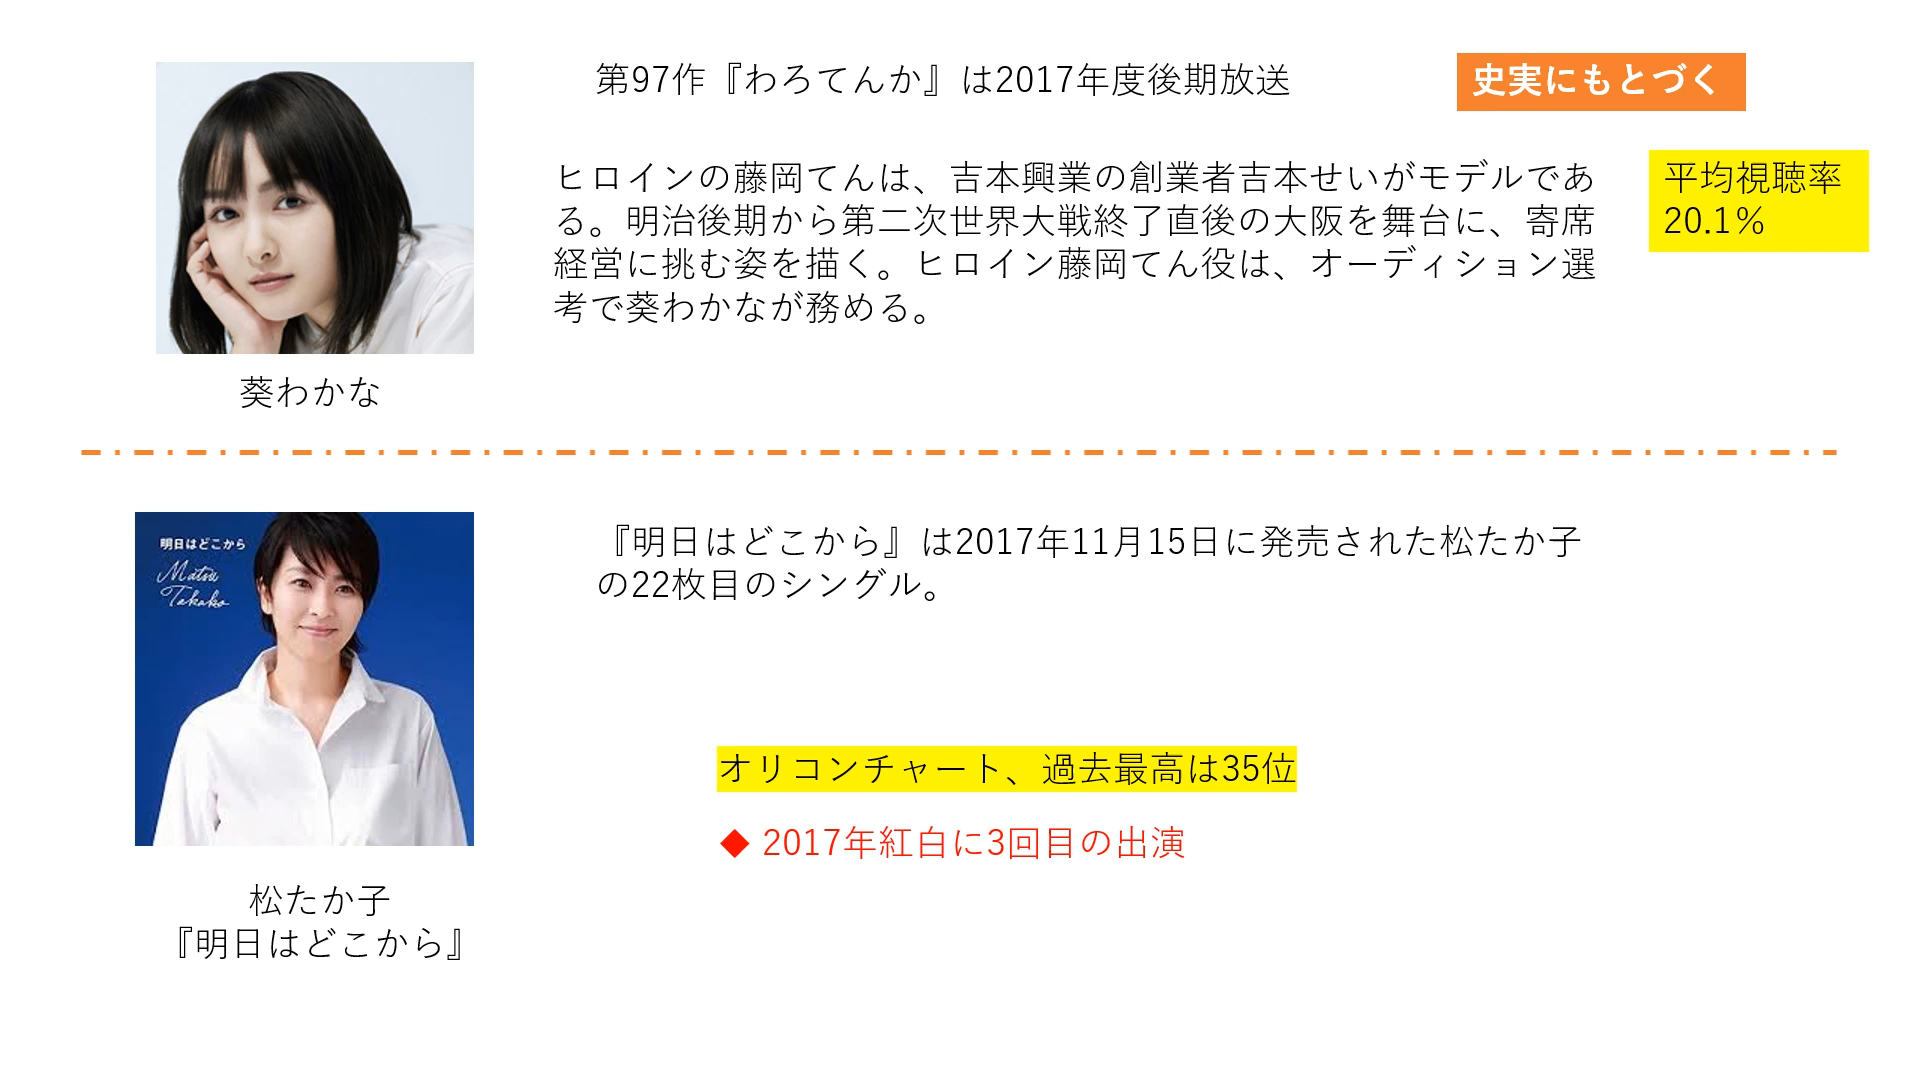 第97作『わろてんか』は2017年度後期放送
史実にもとづく
ヒロインの藤岡てんは、吉本興業の創業者吉本せいがモデルであ
る。明治後期から第二次世界大戦終了直後の大阪を舞台に、寄席
経営に挑む姿を描く。ヒロイン藤岡てん役は、オーディション選
考で葵わかなが務める。
平均視聴率
20.1%
葵わかな
明日はどこから
Matsu
Takako
『明日はどこから』は2017年11月15日に発売された松たか子
の22枚目のシングル。
オリコンチャート、過去最高は35位
◆ 2017年紅白に3回目の出演
松たか子
『明日はどこから』